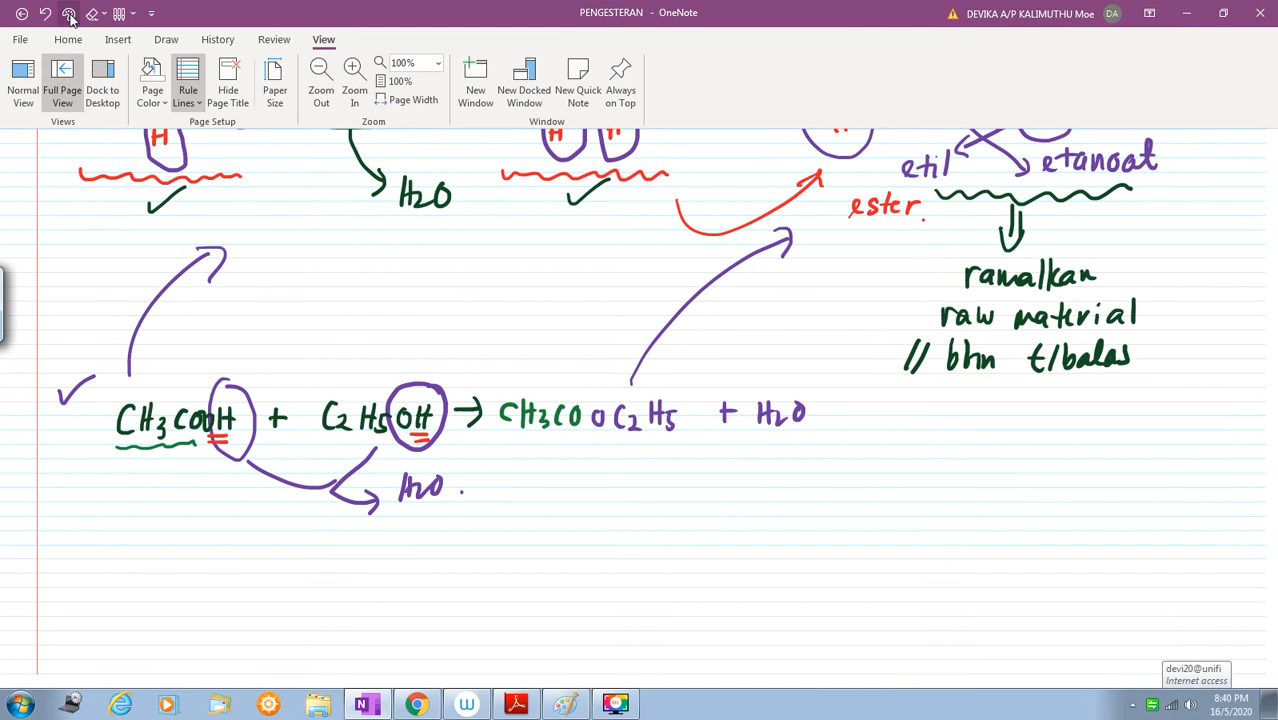 PENGESTERAN - OneNote
DEVIKA A/P KALIMUTHU Moe
DA
File Home Insert Draw History Review View
Normal View
Full Page View
Dock to Desktop
Views
Page Color
Rule Lines
Hide Page Title
Paper Size
Page Setup
Zoom Out
Zoom In
100%
100%
Page Width
Zoom
New Window
New Docked Window
New Quick Note
Always on Top
Window
H H H
H2O
etil
etanoat
ester.
ramalkan
raw material
// bhn t/balas
CH3COOH + C2H5OH → CH3COOC2H5 + H2O
H2O .
devi20@unifi
Internet access
8:40 PM
16/5/2020